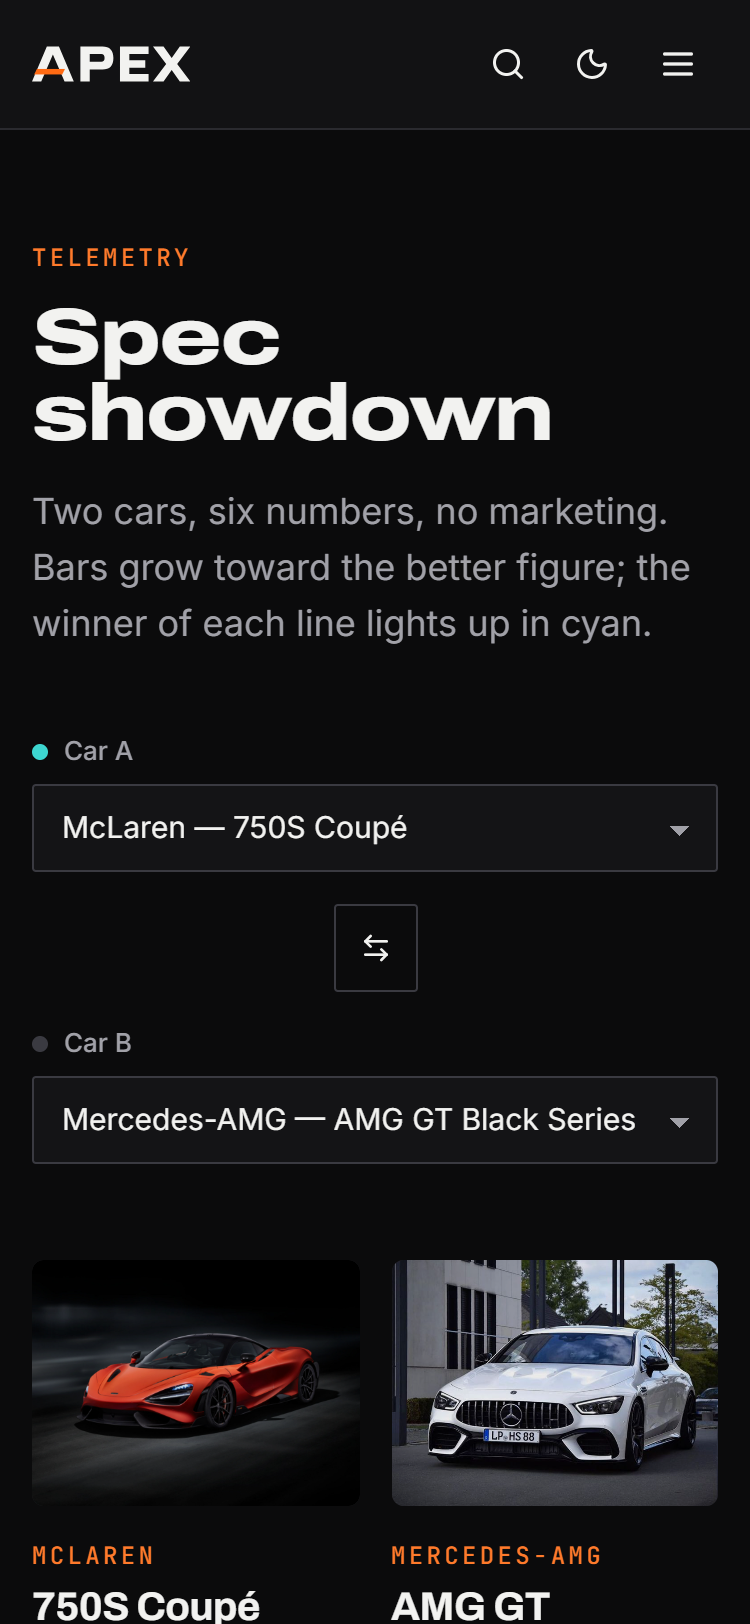 APEX
TELEMETRY
Spec
showdown
Two cars, six numbers, no marketing.
Bars grow toward the better figure; the
winner of each line lights up in cyan.
Car A
McLaren — 750S Coupé
Car B
Mercedes-AMG — AMG GT Black Series
LP HS 88
MCLAREN
MERCEDES-AMG
750S Coupé
AMG GT